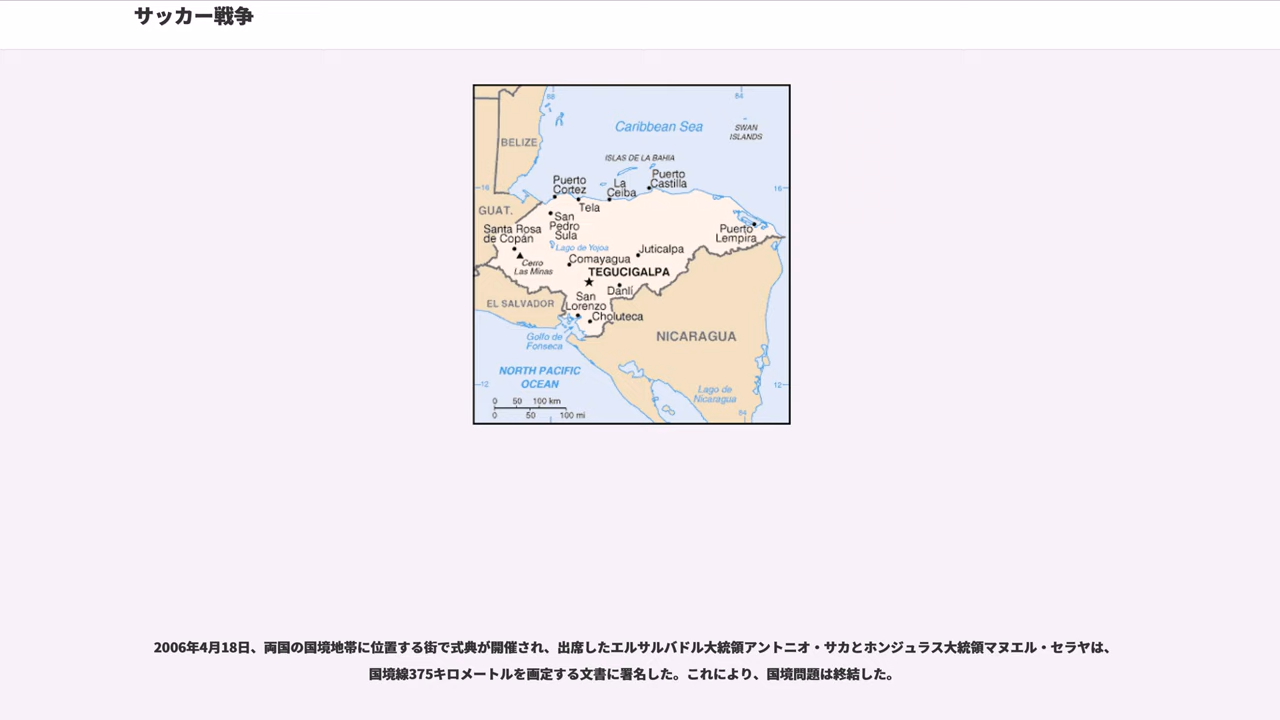 サッカー戦争
88
84
Caribbean Sea
SWAN
ISLANDS
BELIZE
ISLAS DE LA BAHIA
Puerto
Cortez
La
Ceiba
Puerto
Castilla
16
16
Tela
GUAT.
San
Pedro
Sula
Santa Rosa
de Copán
Puerto
Lempira
Lago de Yojoa
Juticalpa
Cerro
Las Minas
Comayagua
TEGUCIGALPA
Danlí
San
Lorenzo
EL SALVADOR
Choluteca
Golfo de
Fonseca
NICARAGUA
NORTH PACIFIC
OCEAN
12
12
Lago de
Nicaragua
0 50 100 km
0 50 100 mi
84
2006年4月18日、両国の国境地帯に位置する街で式典が開催され、出席したエルサルバドル大統領アントニオ・サカとホンジュラス大統領マヌエル・セラヤは、
国境線375キロメートルを画定する文書に署名した。これにより、国境問題は終結した。